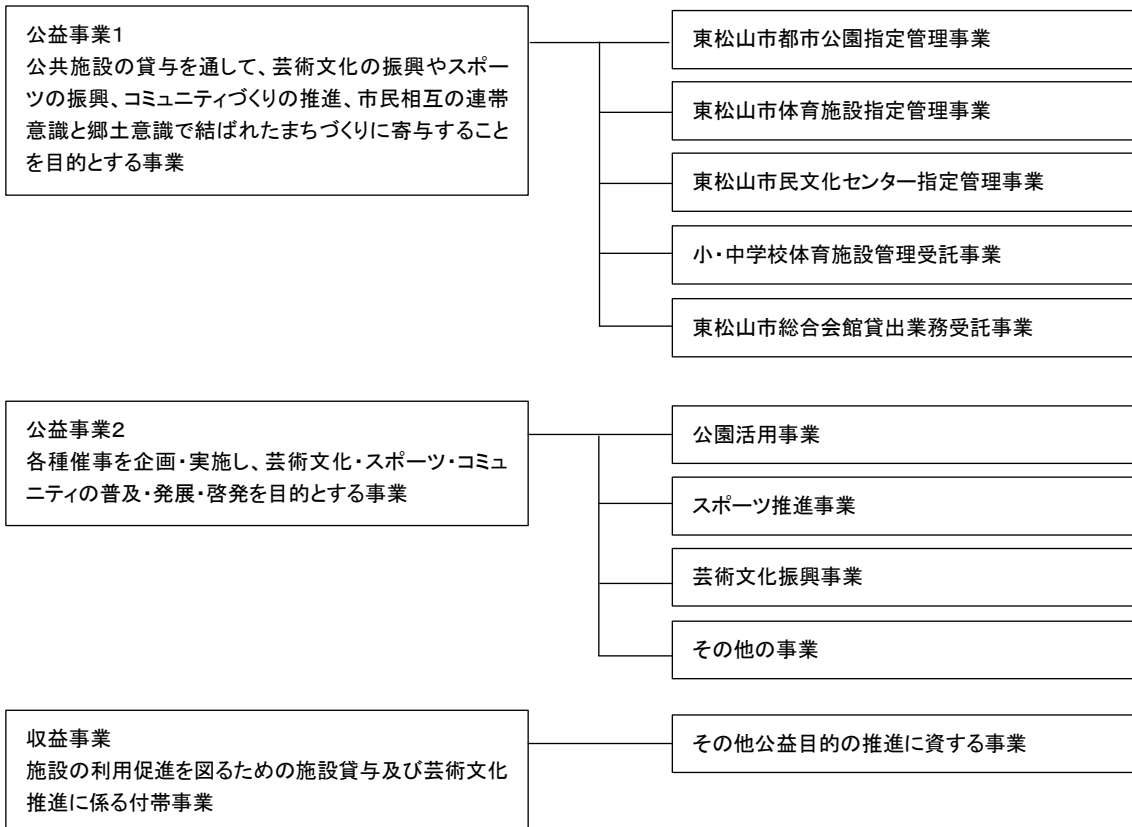 公益事業1
公共施設の貸与を通して、芸術文化の振興やスポー
ツの振興、コミュニティづくりの推進、市民相互の連帯
意識と郷土意識で結ばれたまちづくりに寄与すること
を目的とする事業
東松山市都市公園指定管理事業
東松山市体育施設指定管理事業
東松山市民文化センター指定管理事業
小・中学校体育施設管理受託事業
東松山市総合会館貸出業務受託事業
公益事業2
各種催事を企画・実施し、芸術文化・スポーツ・コミュ
ニティの普及・発展・啓発を目的とする事業
公園活用事業
スポーツ推進事業
芸術文化振興事業
その他の事業
収益事業
施設の利用促進を図るための施設貸与及び芸術文化
推進に係る付帯事業
その他公益目的の推進に資する事業